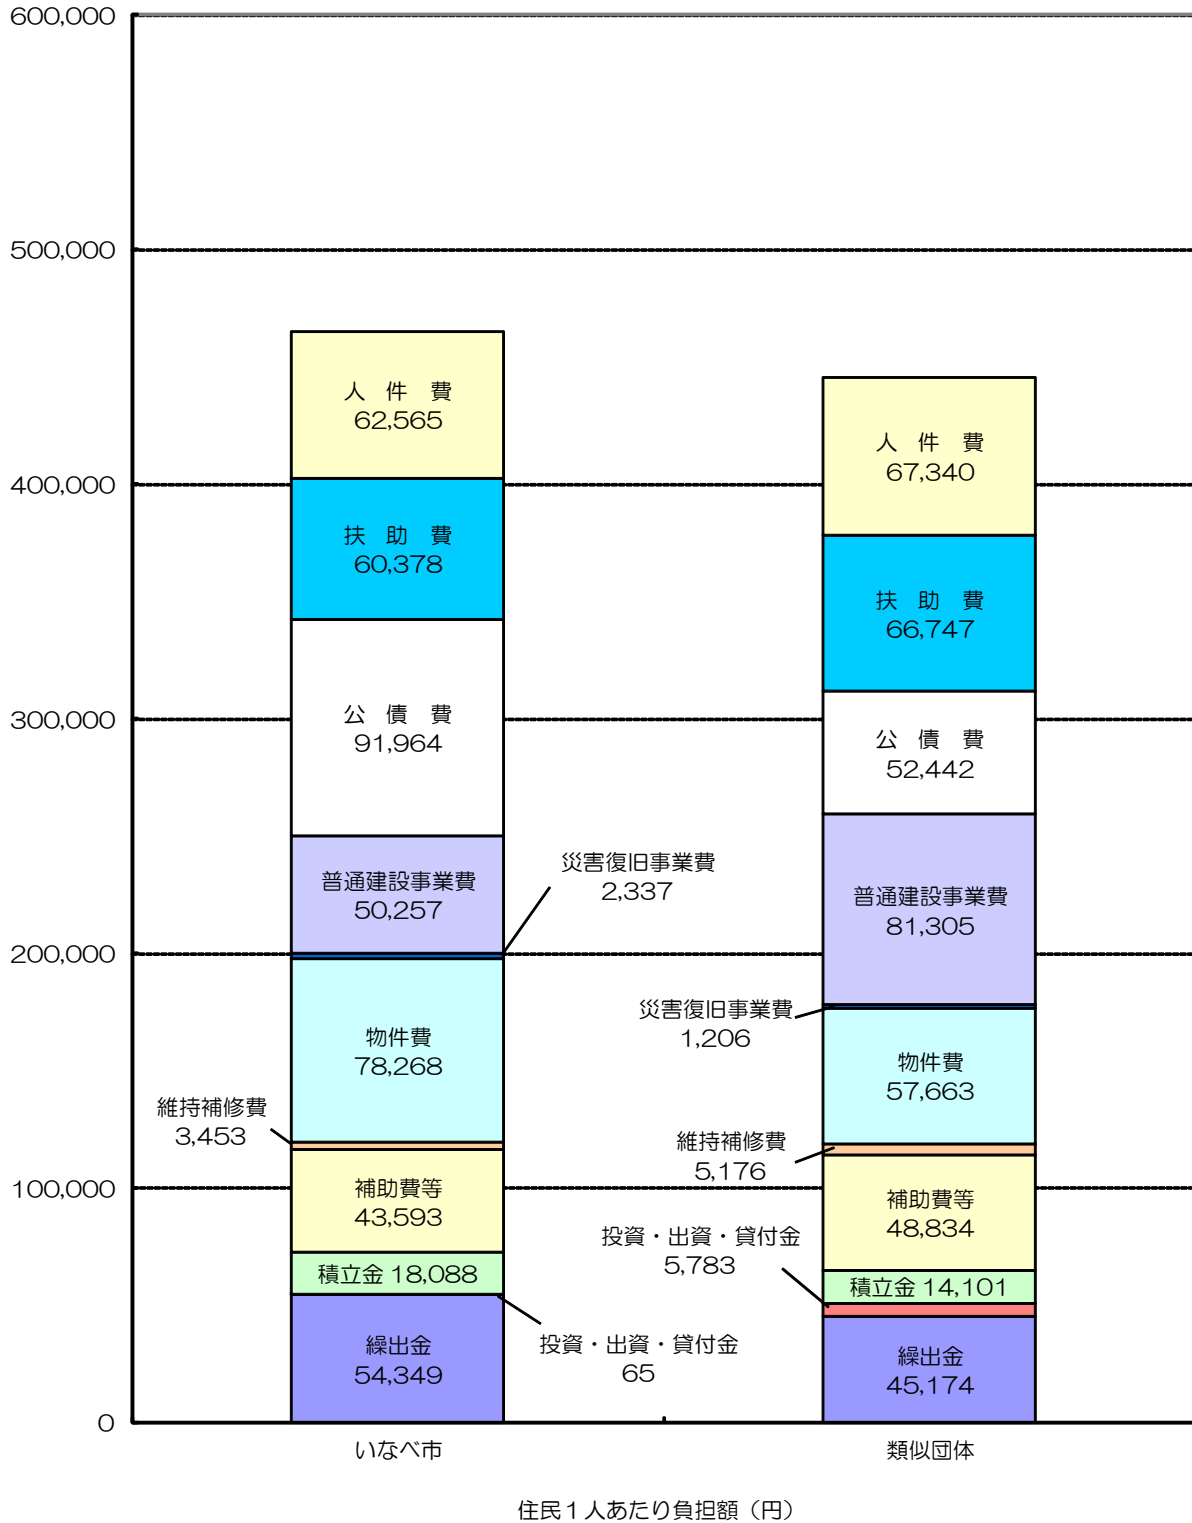 600,000
500,000
400,000
300,000
200,000
100,000
0
人 件 費
62,565
扶 助 費
60,378
公 債 費
91,964
普通建設事業費
50,257
災害復旧事業費
2,337
物件費
78,268
維持補修費
3,453
補助費等
43,593
積立金 18,088
投資・出資・貸付金
65
繰出金
54,349
人 件 費
67,340
扶 助 費
66,747
公 債 費
52,442
普通建設事業費
81,305
災害復旧事業費
1,206
物件費
57,663
維持補修費
5,176
補助費等
48,834
投資・出資・貸付金
5,783
積立金 14,101
繰出金
45,174
いなべ市
類似団体
住民1人あたり負担額（円）